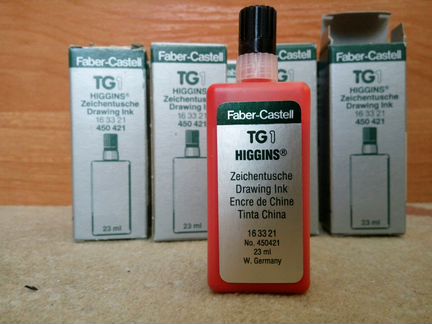 Faber-Castell
TG1
HIGGINS®
Zeichentusche
Drawing Ink
16 33 21
450 421
23 ml
Faber-Castell
TG1
HIGGINS®
Zeichentusche
Drawing Ink
16 33 21
450 421
23 ml
Faber-Castell
TG1
HIGGINS®
Zeichentusche
Drawing Ink
Encre de Chine
Tinta China
16 33 21
No. 450421
23 ml
W. Germany
Faber-Castell
TG1
HIGGINS®
Zeichentusche
Drawing Ink
16 33 21
450 421
23 ml